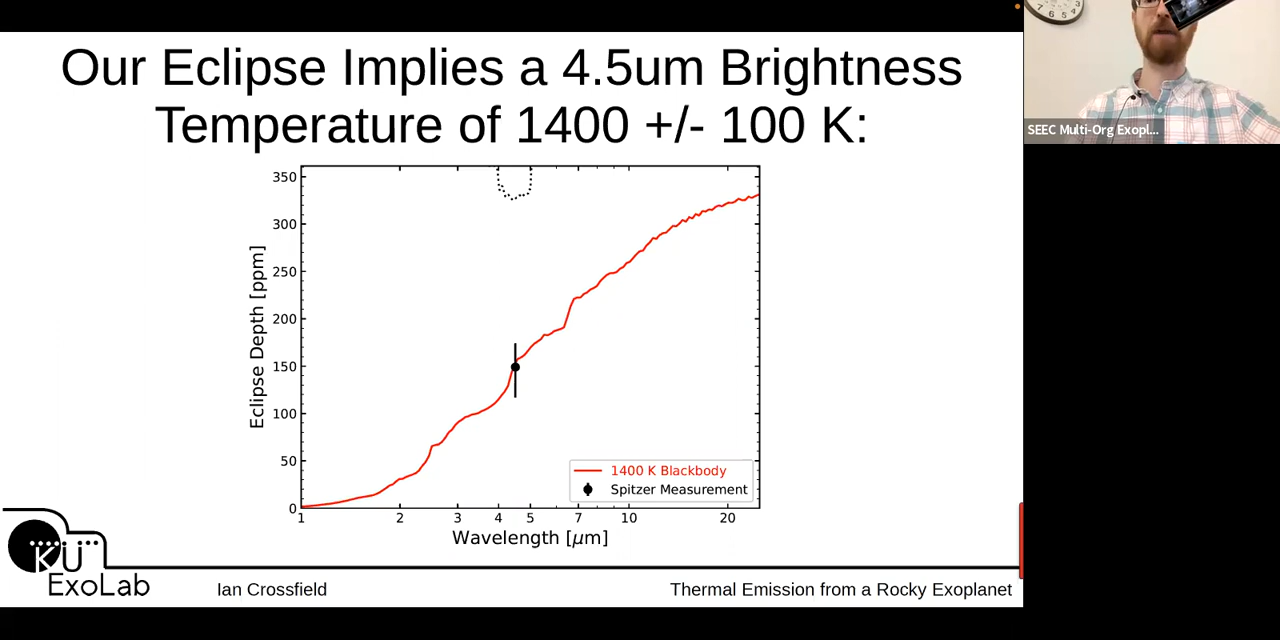 Our Eclipse Implies a 4.5um Brightness
Temperature of 1400 +/- 100 K:
350
300
250
200
150
100
50
0
Eclipse Depth [ppm]
1400 K Blackbody
Spitzer Measurement
1 2 3 4 5 7 10 20
Wavelength [μm]
KU
ExoLab
Ian Crossfield
Thermal Emission from a Rocky Exoplanet
SEEC Multi-Org Exopl...